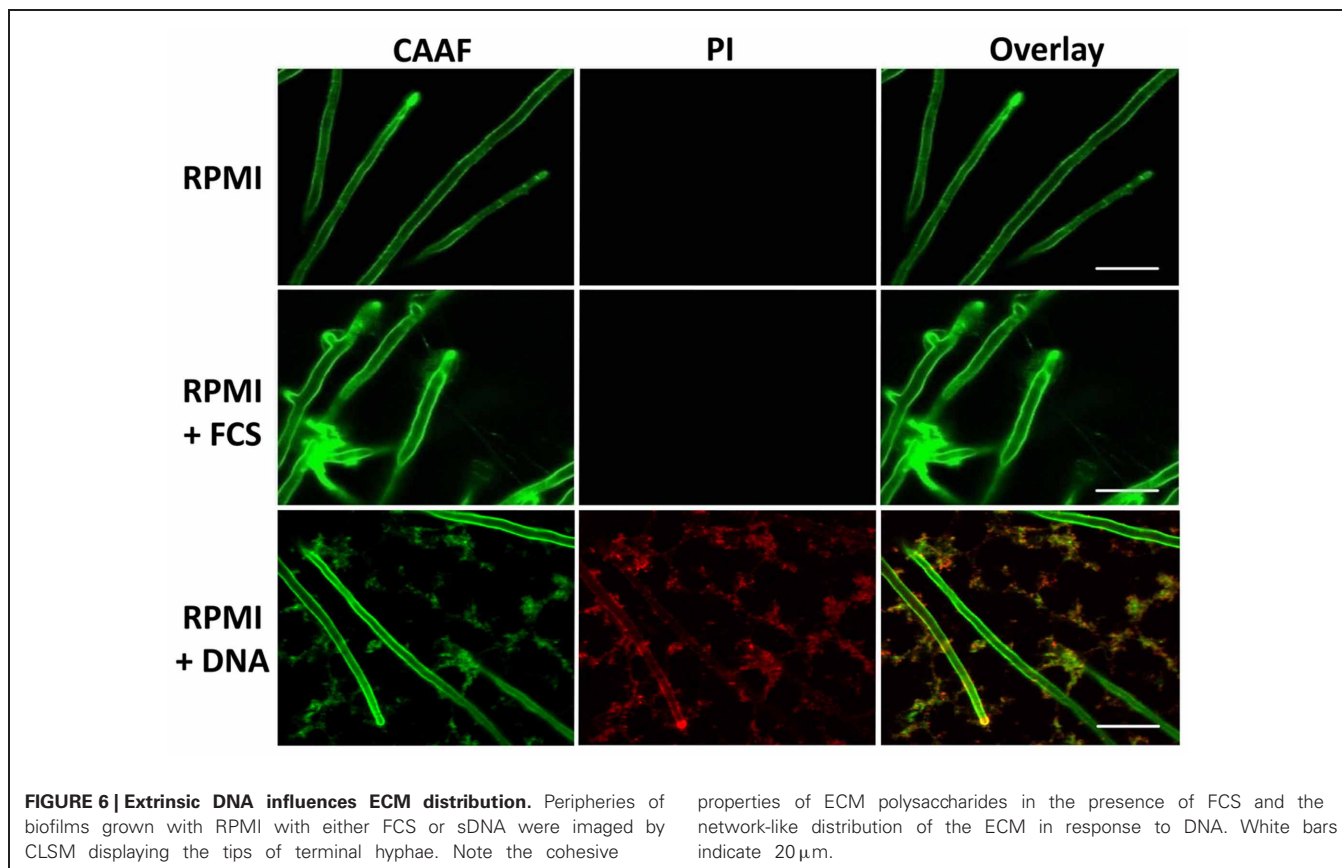 CAAF PI Overlay
RPMI
RPMI
+ FCS
RPMI
+ DNA
FIGURE 6 | Extrinsic DNA influences ECM distribution. Peripheries of
biofilms grown with RPMI with either FCS or sDNA were imaged by
CLSM displaying the tips of terminal hyphae. Note the cohesive
properties of ECM polysaccharides in the presence of FCS and the
network-like distribution of the ECM in response to DNA. White bars
indicate 20 μm.